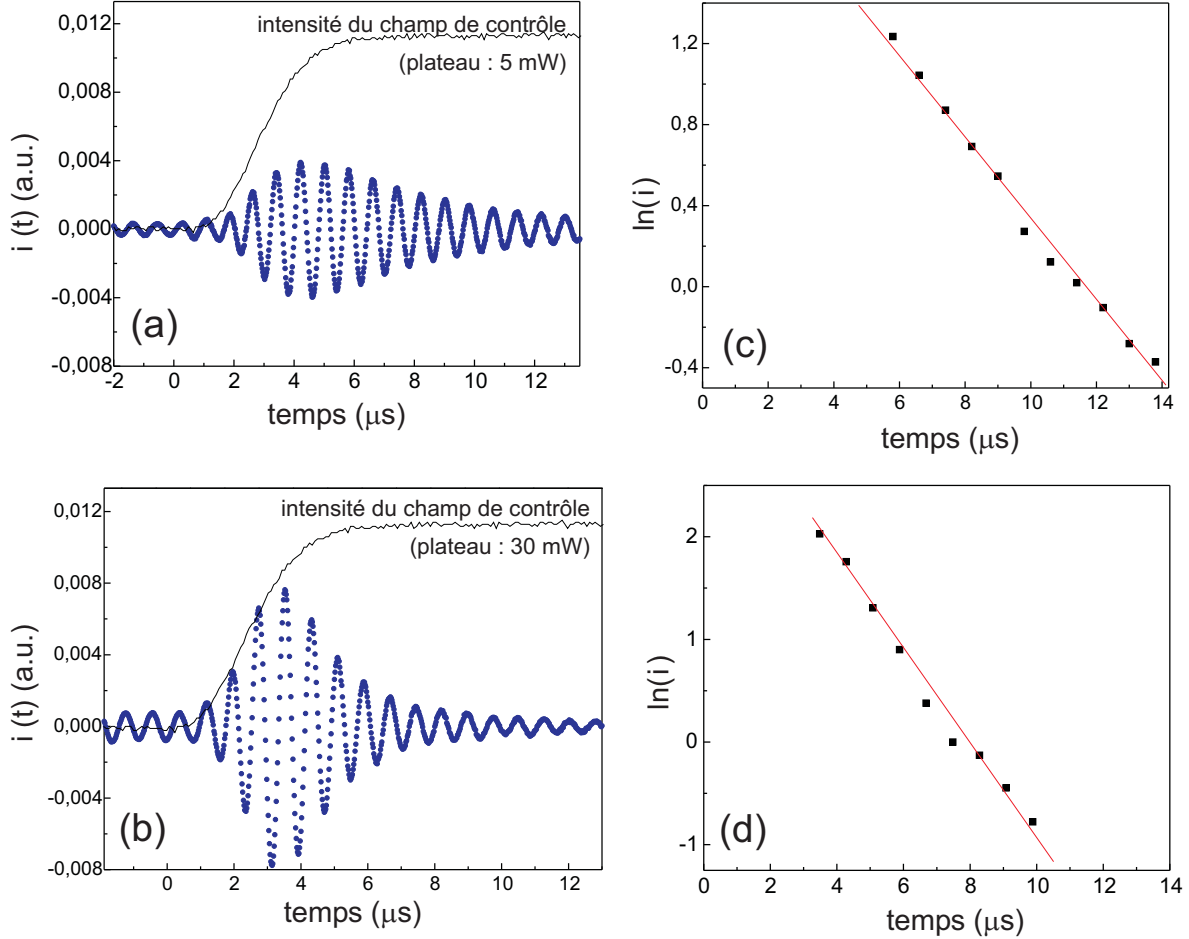 0,012
0,008
0,004
0,000
-0,004
-0,008
i (t) (a.u.)
intensité du champ de contrôle
(plateau : 5 mW)
(a)
-2 0 2 4 6 8 10 12
temps (µs)
1,2
0,8
0,4
0,0
-0,4
ln(i)
(c)
0 2 4 6 8 10 12 14
temps (µs)
0,012
0,008
0,004
0,000
-0,004
-0,008
i (t) (a.u.)
intensité du champ de contrôle
(plateau : 30 mW)
(b)
0 2 4 6 8 10 12
temps (µs)
2
1
0
-1
ln(i)
(d)
0 2 4 6 8 10 12 14
temps (µs)